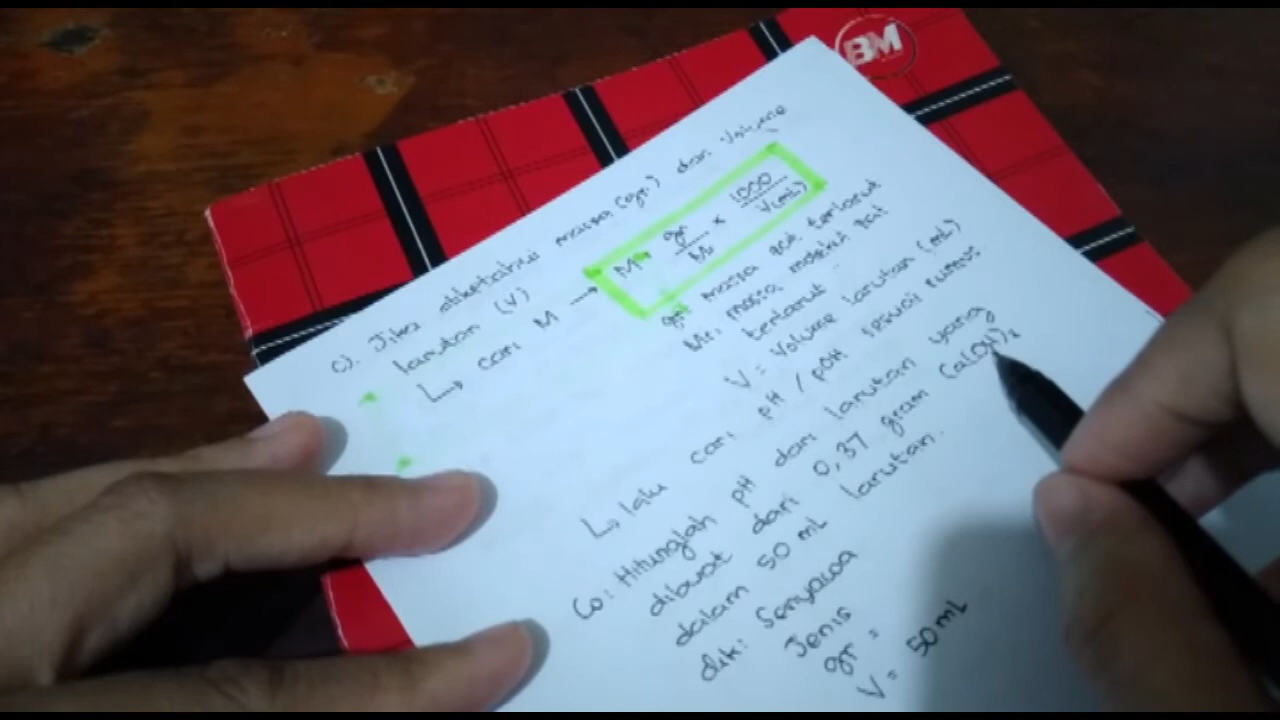 BM
c). Jika diketahui massa (gr) dan volume
larutan (V)
↳ cari M → M = gr/Mr × 1000/V(mL)
gr: massa zat terlarut
Mr: massa molekul zat
terlarut
V = Volume larutan (mL)
↳ lalu cari pH / pOH sesuai rumus
Co: Hitunglah pH dari larutan yang
dibuat dari 0,37 gram Ca(OH)2
dalam 50 mL larutan.
dik: Senyawa
Jenis
gr =
V = 50 mL